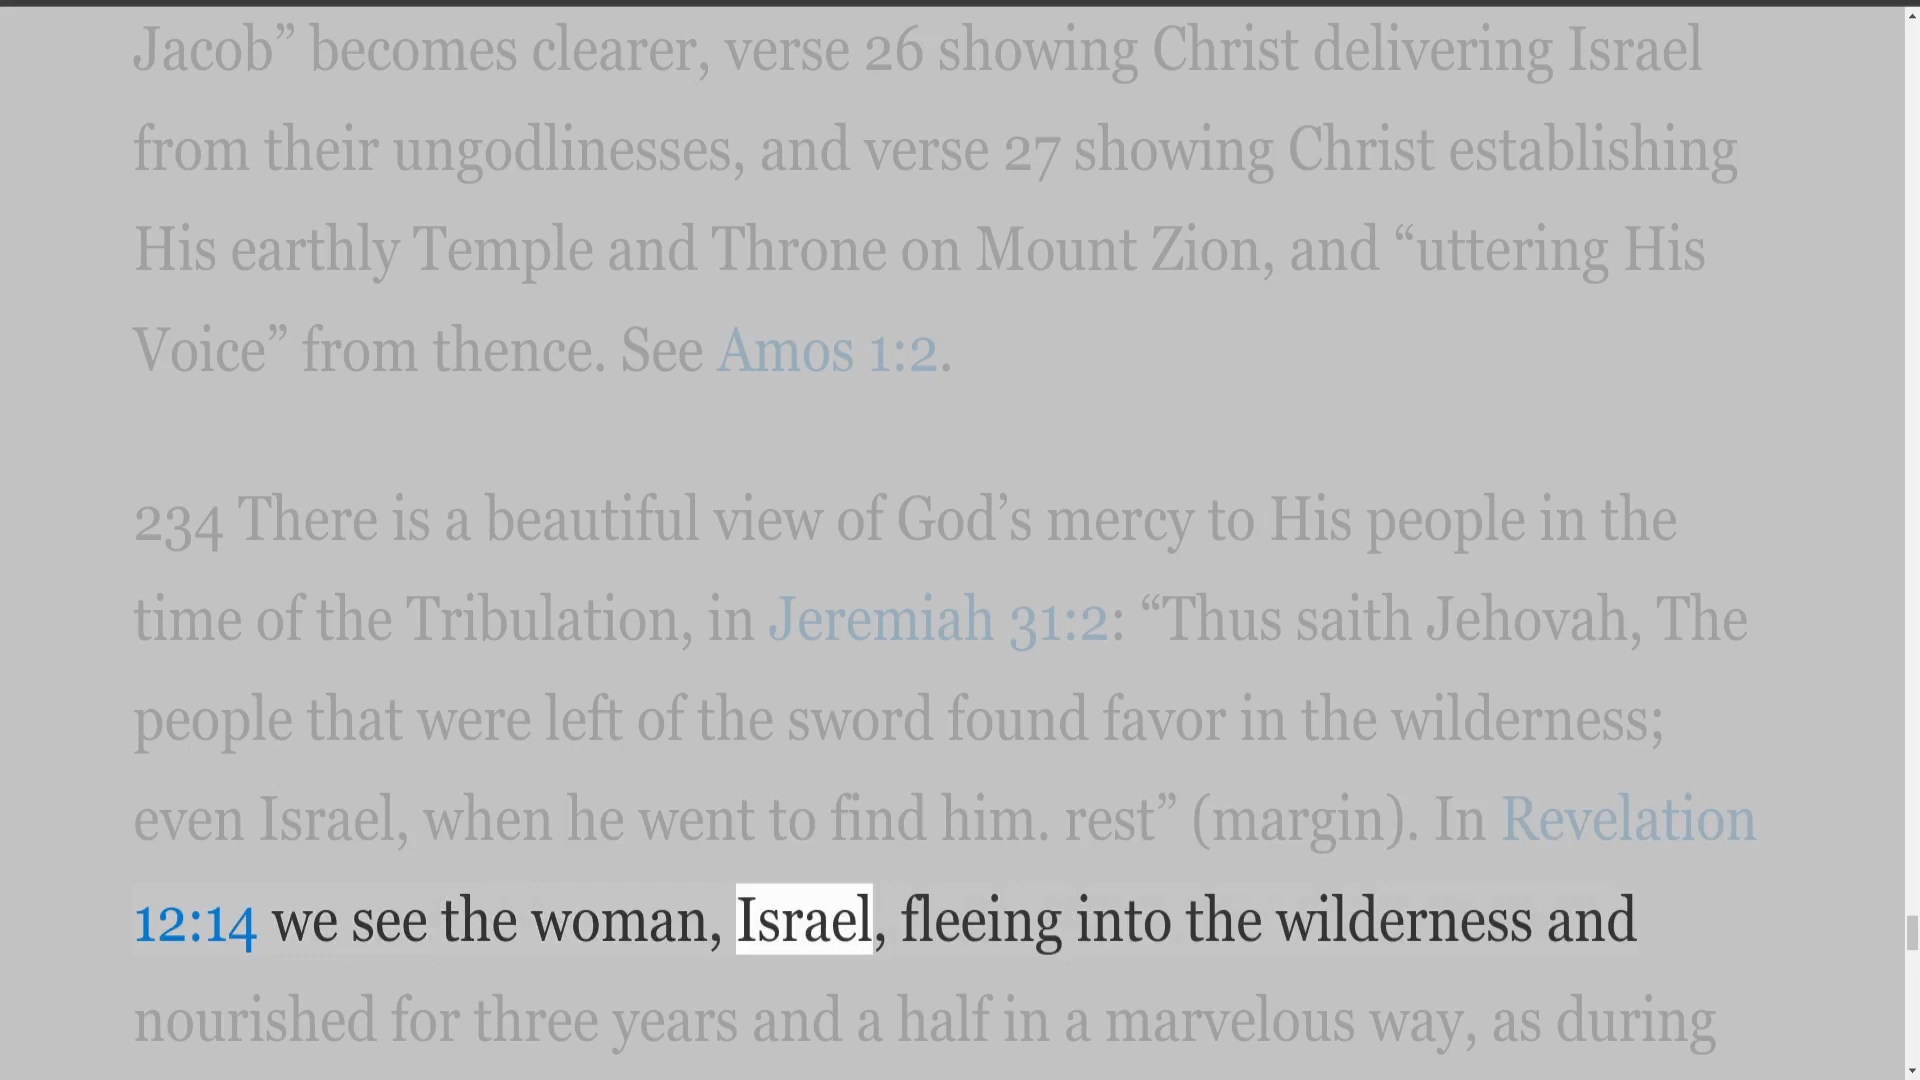 Jacob” becomes clearer, verse 26 showing Christ delivering Israel
from their ungodlinesses, and verse 27 showing Christ establishing
His earthly Temple and Throne on Mount Zion, and “uttering His
Voice” from thence. See Amos 1:2.
234 There is a beautiful view of God’s mercy to His people in the
time of the Tribulation, in Jeremiah 31:2: “Thus saith Jehovah, The
people that were left of the sword found favor in the wilderness;
even Israel, when he went to find him. rest” (margin). In Revelation
12:14 we see the woman, Israel, fleeing into the wilderness and
nourished for three years and a half in a marvelous way, as during